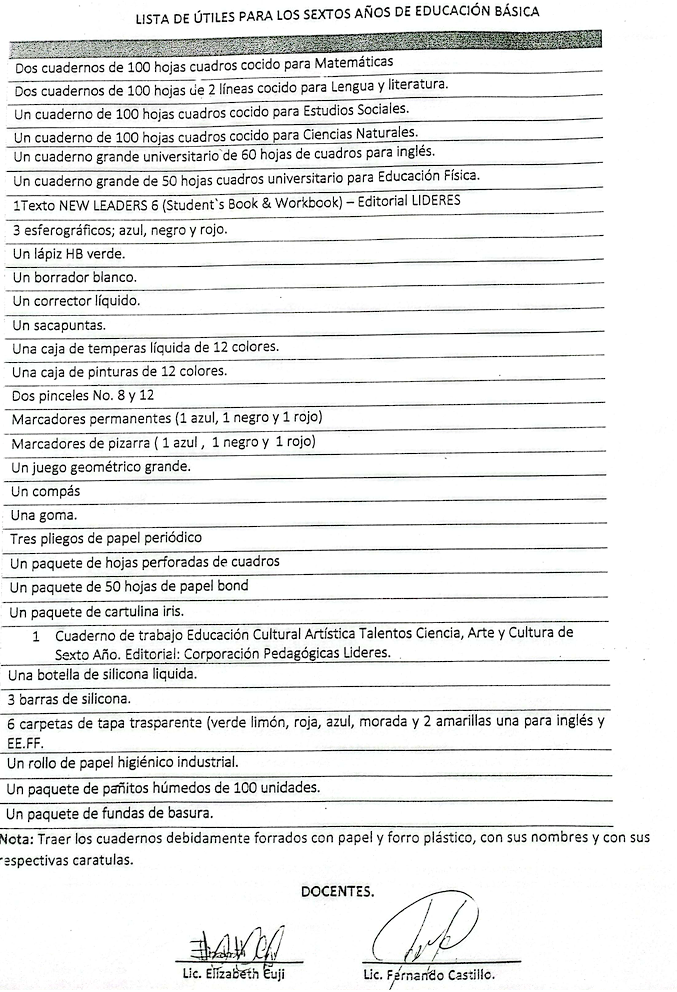 LISTA DE ÚTILES PARA LOS SEXTOS AÑOS DE EDUCACIÓN BÁSICA
Dos cuadernos de 100 hojas cuadros cocido para Matemáticas
Dos cuadernos de 100 hojas de 2 líneas cocido para Lengua y literatura.
Un cuaderno de 100 hojas cuadros cocido para Estudios Sociales.
Un cuaderno de 100 hojas cuadros cocido para Ciencias Naturales.
Un cuaderno grande universitario de 60 hojas de cuadros para inglés.
Un cuaderno grande de 50 hojas cuadros universitario para Educación Física.
1Texto NEW LEADERS 6 (Student`s Book & Workbook) – Editorial LIDERES
3 esferográficos; azul, negro y rojo.
Un lápiz HB verde.
Un borrador blanco.
Un corrector líquido.
Un sacapuntas.
Una caja de temperas líquida de 12 colores.
Una caja de pinturas de 12 colores.
Dos pinceles No. 8 y 12
Marcadores permanentes (1 azul, 1 negro y 1 rojo)
Marcadores de pizarra ( 1 azul , 1 negro y 1 rojo)
Un juego geométrico grande.
Un compás
Una goma.
Tres pliegos de papel periódico
Un paquete de hojas perforadas de cuadros
Un paquete de 50 hojas de papel bond
Un paquete de cartulina iris.
1 Cuaderno de trabajo Educación Cultural Artística Talentos Ciencia, Arte y Cultura de
Sexto Año. Editorial: Corporación Pedagógicas Lideres.
Una botella de silicona liquida.
3 barras de silicona.
6 carpetas de tapa trasparente (verde limón, roja, azul, morada y 2 amarillas una para inglés y
EE.FF.
Un rollo de papel higiénico industrial.
Un paquete de pañitos húmedos de 100 unidades.
Un paquete de fundas de basura.
Nota: Traer los cuadernos debidamente forrados con papel y forro plástico, con sus nombres y con sus
respectivas caratulas.
DOCENTES.
Lic. Elizabeth Cuji
Lic. Fernando Castillo.